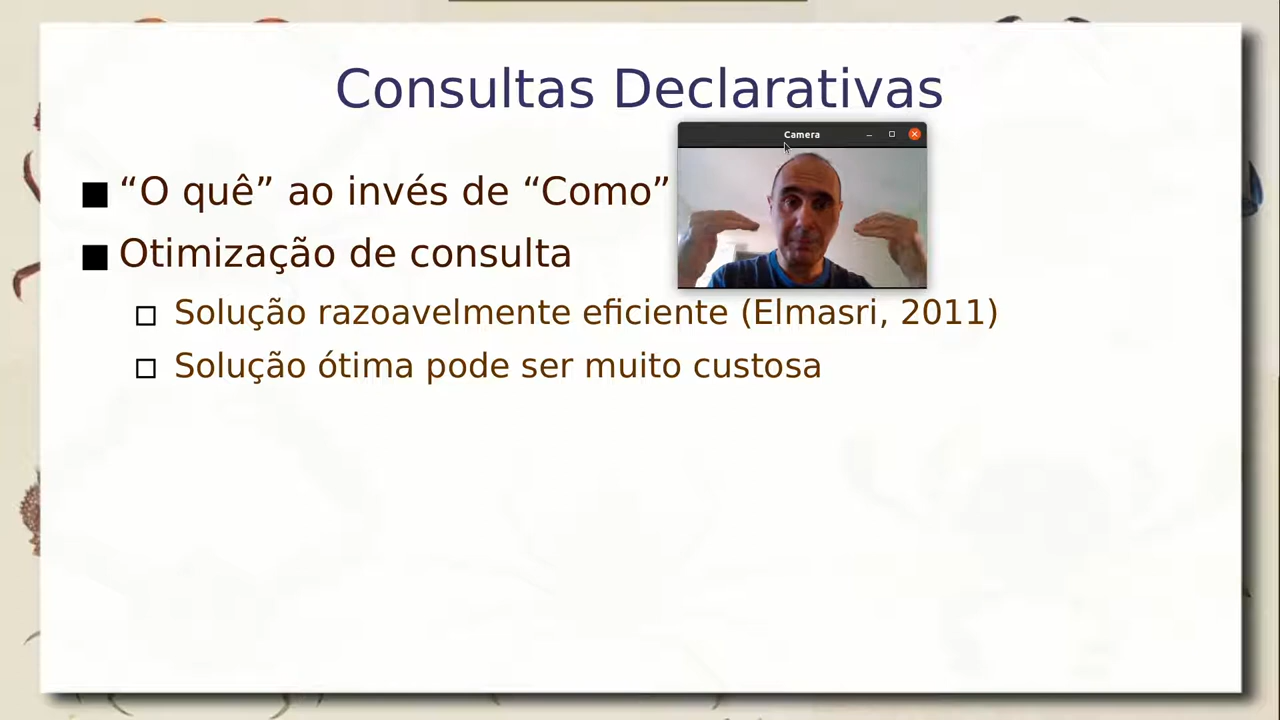 Consultas Declarativas
Camera
“O quê” ao invés de “Como”
Otimização de consulta
Solução razoavelmente eficiente (Elmasri, 2011)
Solução ótima pode ser muito custosa